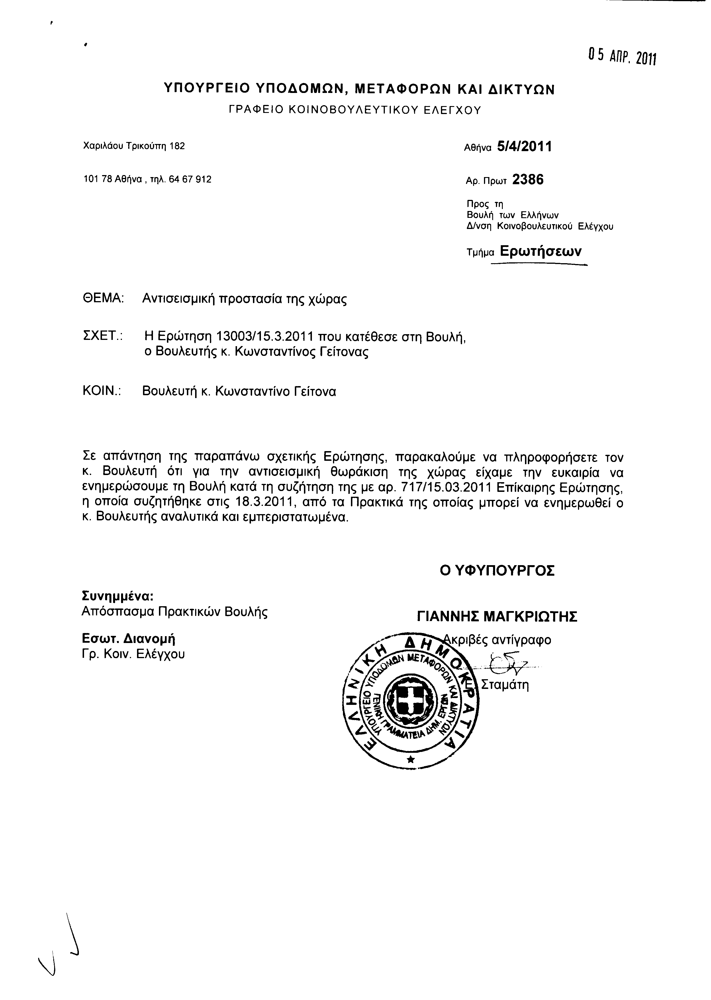 05 ΑΠΡ. 2011
ΥΠΟΥΡΓΕΙΟ ΥΠΟΔΟΜΩΝ, ΜΕΤΑΦΟΡΩΝ ΚΑΙ ΔΙΚΤΥΩΝ
ΓΡΑΦΕΙΟ ΚΟΙΝΟΒΟΥΛΕΥΤΙΚΟΥ ΕΛΕΓΧΟΥ
Χαριλάου Τρικούπη 182
Αθήνα 5/4/2011
101 78 Αθήνα , τηλ. 64 67 912
Αρ. Πρωτ 2386
Προς τη
Βουλή των Ελλήνων
Δ/νση Κοινοβουλευτικού Ελέγχου
Τμήμα Ερωτήσεων
ΘΕΜΑ: Αντισεισμική προστασία της χώρας
ΣΧΕΤ.: Η Ερώτηση 13003/15.3.2011 που κατέθεσε στη Βουλή,
ο Βουλευτής κ. Κωνσταντίνος Γείτονας
ΚΟΙΝ.: Βουλευτή κ. Κωνσταντίνο Γείτονα
Σε απάντηση της παραπάνω σχετικής Ερώτησης, παρακαλούμε να πληροφορήσετε τον
κ. Βουλευτή ότι για την αντισεισμική θωράκιση της χώρας είχαμε την ευκαιρία να
ενημερώσουμε τη Βουλή κατά τη συζήτηση της με αρ. 717/15.03.2011 Επίκαιρης Ερώτησης,
η οποία συζητήθηκε στις 18.3.2011, από τα Πρακτικά της οποίας μπορεί να ενημερωθεί ο
κ. Βουλευτής αναλυτικά και εμπεριστατωμένα.
Ο ΥΦΥΠΟΥΡΓΟΣ
Συνημμένα:
Απόσπασμα Πρακτικών Βουλής
ΓΙΑΝΝΗΣ ΜΑΓΚΡΙΩΤΗΣ
Εσωτ. Διανομή
Γρ. Κοιν. Ελέγχου
Ακριβές αντίγραφο
Σταμάτη
ΕΛΛΗΝΙΚΗ ΔΗΜΟΚΡΑΤΙΑ
ΥΠΟΥΡΓΕΙΟ ΥΠΟΔΟΜΩΝ ΜΕΤΑΦΟΡΩΝ ΚΑΙ ΔΙΚΤΥΩΝ
ΓΕΝΙΚΗ ΓΡΑΜΜΑΤΕΙΑ ΔΗΜ. ΕΡΓΩΝ